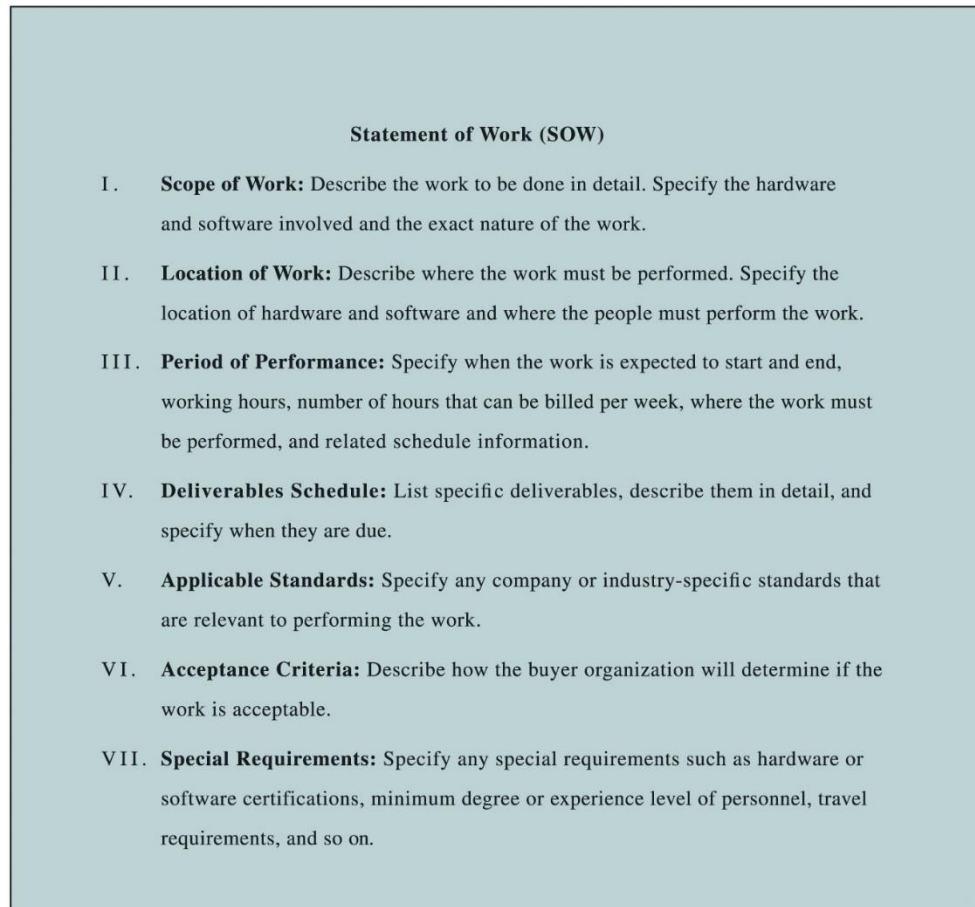 Statement of Work (SOW)
I. Scope of Work: Describe the work to be done in detail. Specify the hardware
and software involved and the exact nature of the work.
II. Location of Work: Describe where the work must be performed. Specify the
location of hardware and software and where the people must perform the work.
III. Period of Performance: Specify when the work is expected to start and end,
working hours, number of hours that can be billed per week, where the work must
be performed, and related schedule information.
IV. Deliverables Schedule: List specific deliverables, describe them in detail, and
specify when they are due.
V. Applicable Standards: Specify any company or industry-specific standards that
are relevant to performing the work.
VI. Acceptance Criteria: Describe how the buyer organization will determine if the
work is acceptable.
VII. Special Requirements: Specify any special requirements such as hardware or
software certifications, minimum degree or experience level of personnel, travel
requirements, and so on.